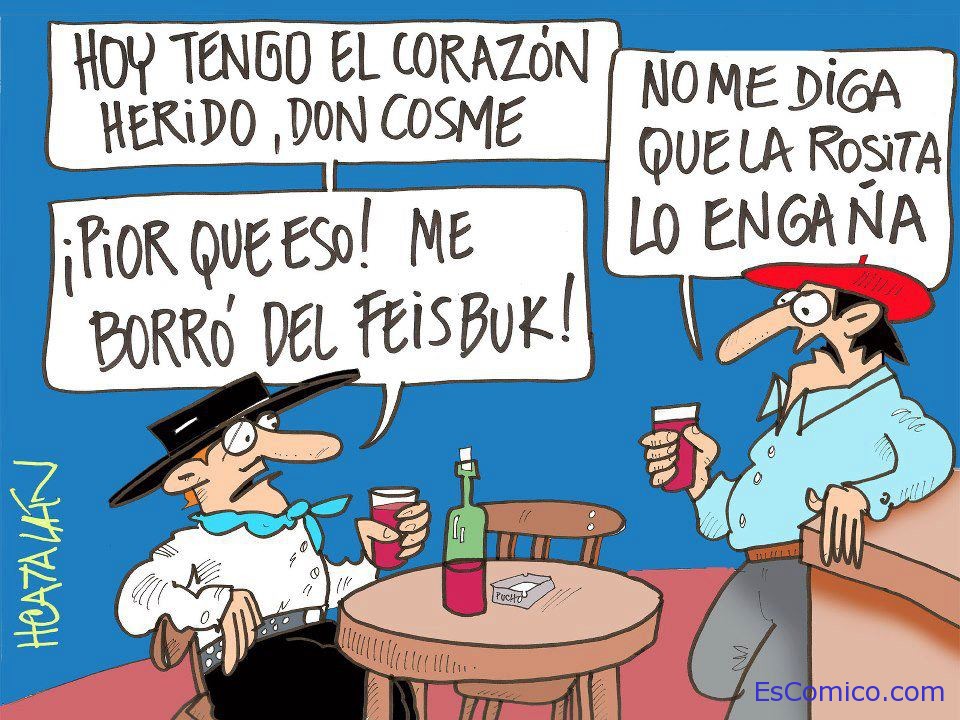 HOY TENGO EL CORAZÓN
HERIDO, DON COSME
NO ME DIGA
QUE LA ROSITA
LO ENGAÑA
¡PIOR QUE ESO! ME
BORRÓ DEL FEISBUK!
PUCHO
HCATALÁN
EsComico.com